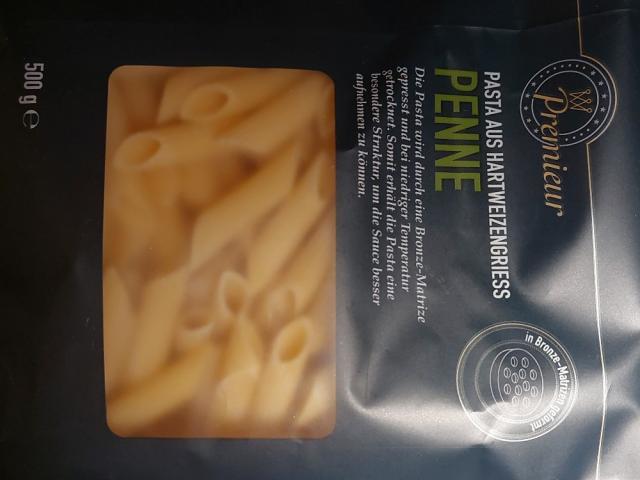 Premieur
PASTA AUS HARTWEIZENGRIESS
PENNE
Die Pasta wird durch eine Bronze-Matrize
gepresst und bei niedriger Temperatur
getrocknet. Somit erhält die Pasta eine
besondere Struktur, um die Sauce besser
aufnehmen zu können.
in Bronze-Matrizen geformt
500 g ℮